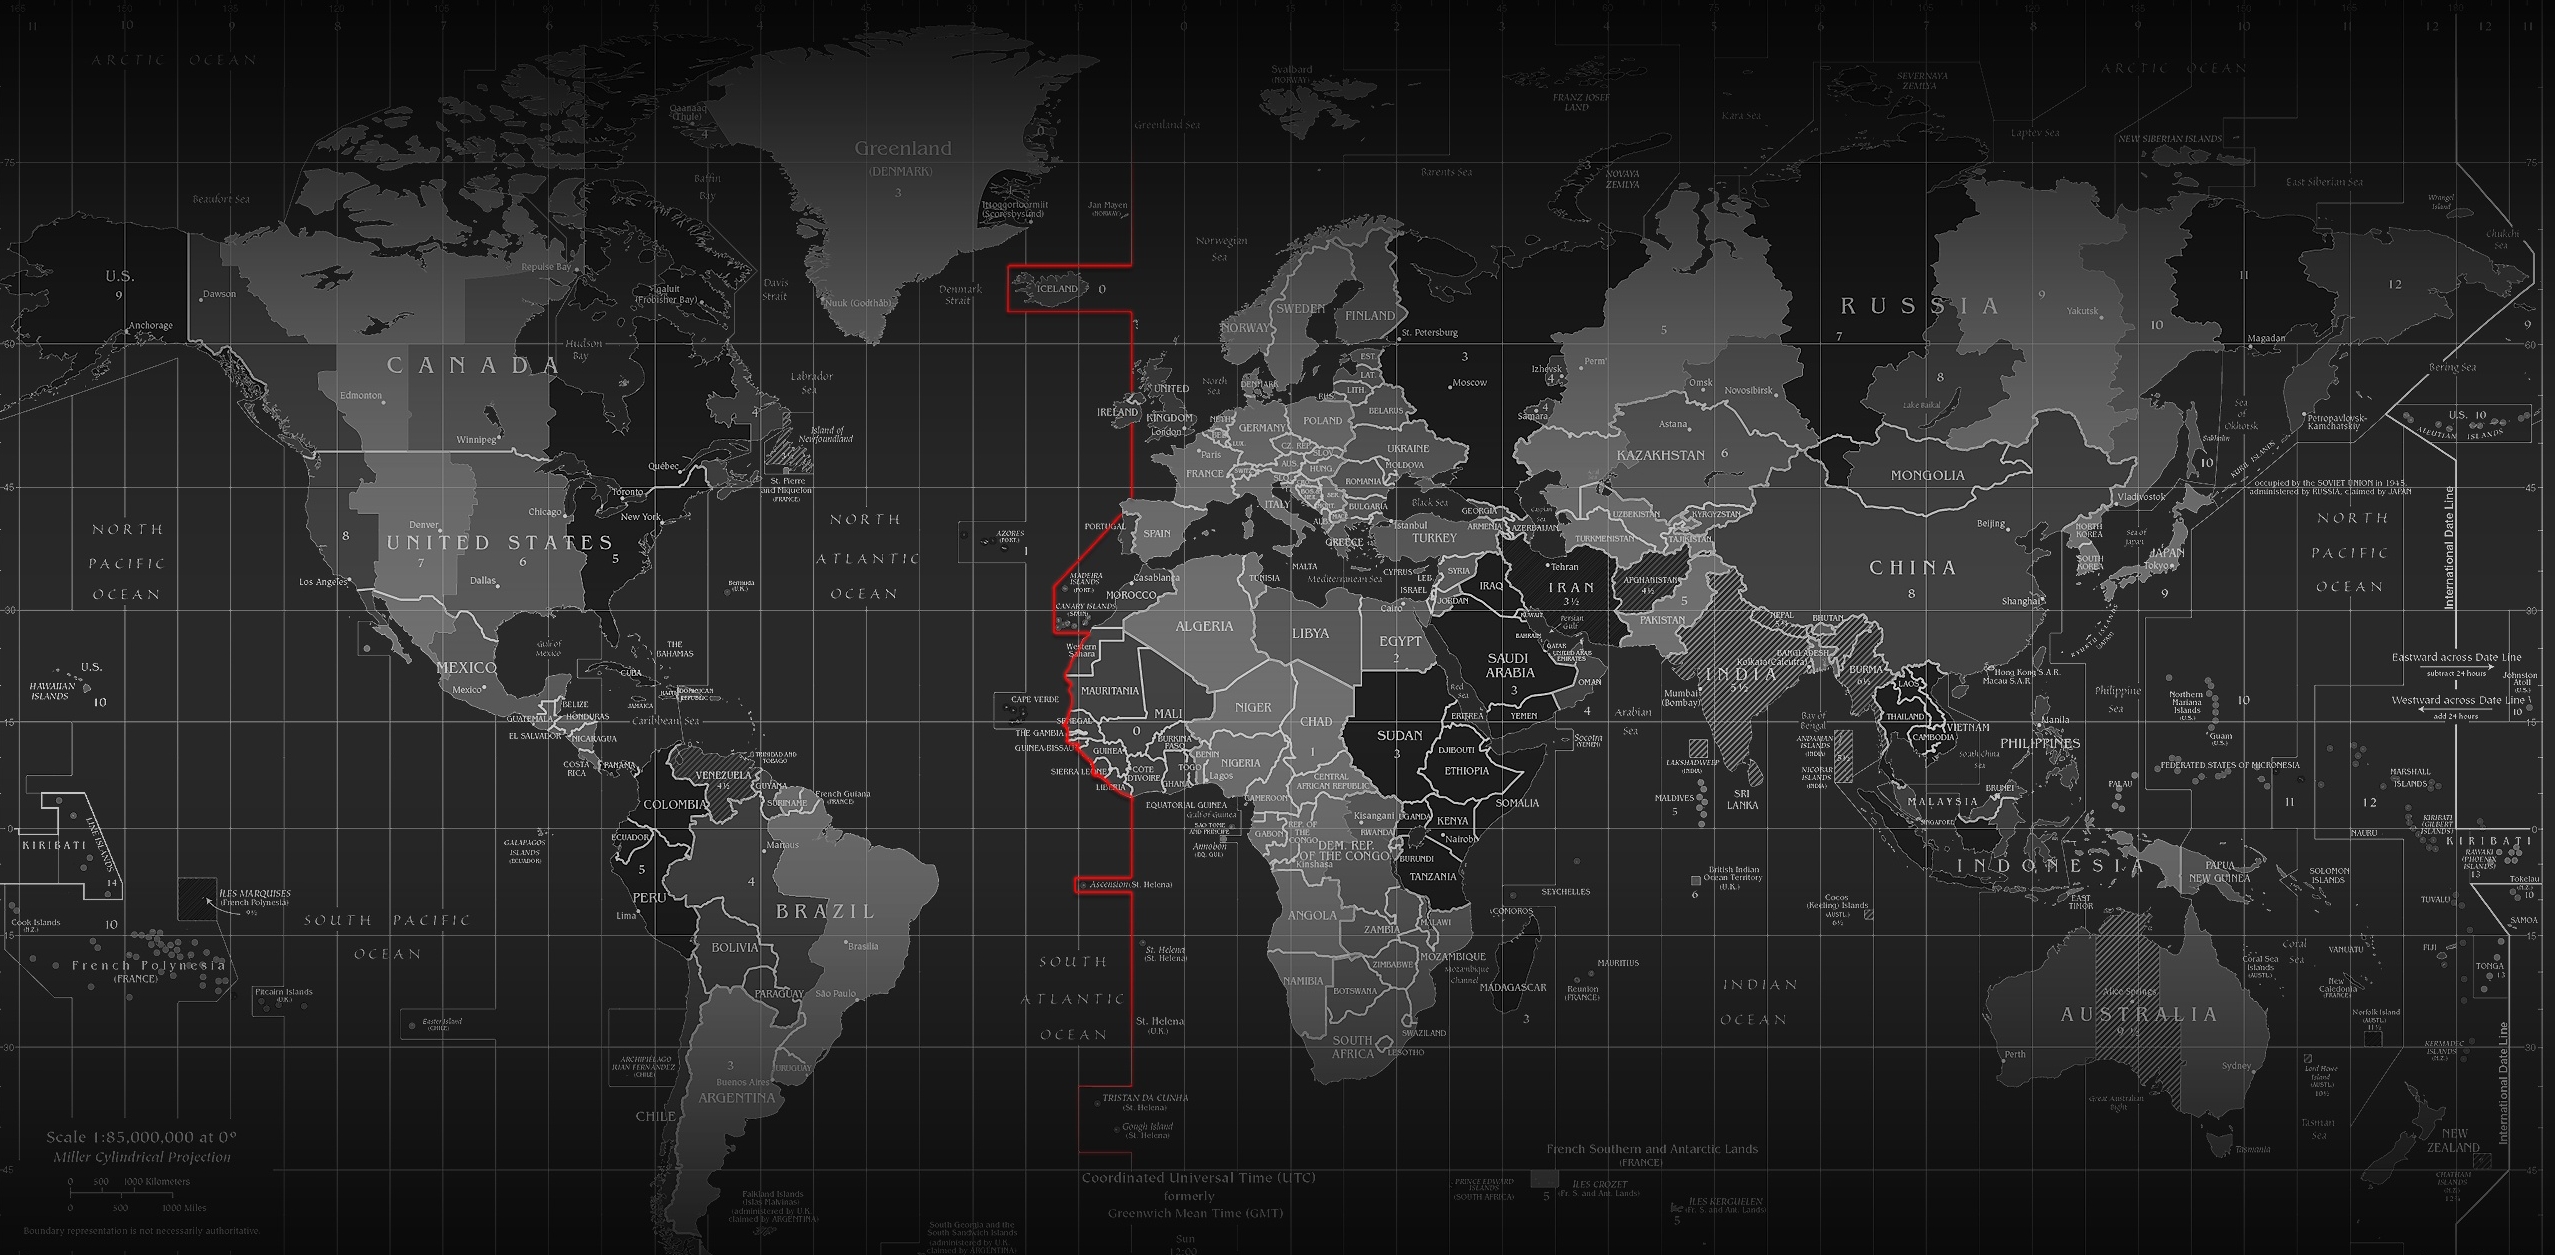 ARCTIC OCEAN
ARCTIC OCEAN
Greenland Sea
Svalbard
(NORWAY)
FRANZ JOSEF
LAND
SEVERNAYA
ZEMLYA
Kara Sea
Laptev Sea
NEW SIBERIAN ISLANDS
East Siberian Sea
Wrangel
Island
Chukchi
Sea
Qaanaaq
(Thule)
4
Greenland
(DENMARK)
3
Baffin
Bay
Beaufort Sea
Ittoqqortoormiit
(Scoresbysund)
Jan Mayen
(NORWAY)
Barents Sea
NOVAYA
ZEMLYA
Norwegian
Sea
U.S.
9
Dawson
Anchorage
Repulse Bay
Iqaluit
(Frobisher Bay)
Davis
Strait
Nuuk (Godthåb)
Denmark
Strait
ICELAND
0
NORWAY
SWEDEN
FINLAND
St. Petersburg
3
Moscow
Perm'
Izhevsk
4
Samara
4
5
RUSSIA
7
8
9
Yakutsk
10
11
12
Magadan
Bering Sea
9
CANADA
Hudson
Bay
Labrador
Sea
Edmonton
Winnipeg
Québec
4
Island of
Newfoundland
St. Pierre
and Miquelon
(FRANCE)
North
Sea
UNITED
KINGDOM
IRELAND
London
DENMARK
EST.
LAT.
LITH.
RUS.
BELARUS
POLAND
GERMANY
NETH.
LUX.
Paris
FRANCE
CZ. REP.
SLOV.
AUS.
HUNG.
SWITZ.
UKRAINE
MOLDOVA
ROMANIA
BULGARIA
ITALY
Black Sea
GEORGIA
ARMENIA
AZERBAIJAN
Istanbul
TURKEY
GREECE
Omsk
Novosibirsk
Astana
KAZAKHSTAN
6
Lake Baikal
MONGOLIA
Sea
of
Okhotsk
Sakhalin
10
KURIL ISLANDS
Petropavlovsk-
Kamchatskiy
U.S. 10
ALEUTIAN ISLANDS
occupied by the SOVIET UNION in 1945,
administered by RUSSIA, claimed by JAPAN
Vladivostok
Toronto
Chicago
New York
Denver
UNITED STATES
8
7
6
5
Los Angeles
Dallas
NORTH
PACIFIC
OCEAN
NORTH
ATLANTIC
OCEAN
AZORES
(PORT.)
1
PORTUGAL
SPAIN
MADEIRA
ISLANDS
(PORT.)
CANARY ISLANDS
(SPAIN)
Casablanca
MOROCCO
Western
Sahara
ALGERIA
TUNISIA
MALTA
Mediterranean Sea
CYPRUS
LEB.
ISRAEL
SYRIA
IRAQ
JORDAN
Cairo
LIBYA
EGYPT
2
Tehran
IRAN
3½
KUWAIT
Persian
Gulf
BAHRAIN
QATAR
UNITED ARAB
EMIRATES
OMAN
4
SAUDI
ARABIA
3
YEMEN
Red
Sea
UZBEKISTAN
KYRGYZSTAN
TURKMENISTAN
TAJIKISTAN
AFGHANISTAN
4½
5
PAKISTAN
INDIA
5½
NEPAL
BHUTAN
BANGLADESH
Kolkata(Calcutta)
Mumbai
(Bombay)
BURMA
6½
CHINA
8
Beijing
Shanghai
NORTH
KOREA
SOUTH
KOREA
Sea of
Japan
JAPAN
Tokyo
9
Hong Kong S.A.R.
Macau S.A.R.
LAOS
THAILAND
VIETNAM
CAMBODIA
NORTH
PACIFIC
OCEAN
International Date Line
Eastward across Date Line
subtract 24 hours
Westward across Date Line
add 24 hours
Johnston
Atoll
(U.S.)
10
Bermuda
(U.K.)
Gulf of
Mexico
THE
BAHAMAS
CUBA
HAITI
DOMINICAN
REPUBLIC
JAMAICA
MEXICO
Mexico
BELIZE
HONDURAS
GUATEMALA
EL SALVADOR
NICARAGUA
COSTA
RICA
PANAMA
Caribbean Sea
TRINIDAD AND
TOBAGO
U.S.
HAWAIIAN
ISLANDS
10
CAPE VERDE
MAURITANIA
MALI
0
NIGER
CHAD
1
SUDAN
3
SENEGAL
THE GAMBIA
GUINEA-BISSAU
GUINEA
SIERRA LEONE
LIBERIA
CÔTE
D'IVOIRE
BURKINA
FASO
GHANA
TOGO
BENIN
NIGERIA
Lagos
CAMEROON
CENTRAL
AFRICAN REPUBLIC
ERITREA
DJIBOUTI
ETHIOPIA
SOMALIA
Socotra
(YEMEN)
Arabian
Sea
LAKSHADWEEP
(INDIA)
MALDIVES
5
SRI
LANKA
Bay of
Bengal
ANDAMAN
ISLANDS
(INDIA)
NICOBAR
ISLANDS
(INDIA)
Philippine
Sea
Manila
PHILIPPINES
South China
Sea
Northern
Mariana
Islands
(U.S.)
Guam
(U.S.)
10
FEDERATED STATES OF MICRONESIA
PALAU
11
12
MARSHALL
ISLANDS
BRUNEI
MALAYSIA
SINGAPORE
INDONESIA
VENEZUELA
4½
GUYANA
SURINAME
French Guiana
(FRANCE)
COLOMBIA
ECUADOR
GALAPAGOS
ISLANDS
(ECUADOR)
Manaus
5
PERU
Lima
4
BRAZIL
Brasília
BOLIVIA
PARAGUAY
São Paulo
EQUATORIAL GUINEA
Gulf of Guinea
SAO TOME
AND PRINCIPE
Annobon
(EQ. GUI.)
GABON
REP. OF
THE
CONGO
DEM. REP.
OF THE CONGO
Kisangani
Kinshasa
UGANDA
KENYA
Nairobi
RWANDA
BURUNDI
TANZANIA
Ascension(St. Helena)
St. Helena
(St. Helena)
ANGOLA
ZAMBIA
MALAWI
ZIMBABWE
MOZAMBIQUE
Mozambique
Channel
NAMIBIA
BOTSWANA
COMOROS
SEYCHELLES
MADAGASCAR
MAURITIUS
Reunion
(FRANCE)
3
British Indian
Ocean Territory
(U.K.)
6
Cocos
(Keeling) Islands
(AUSTL.)
6½
PAPUA
NEW GUINEA
EAST
TIMOR
SOLOMON
ISLANDS
NAURU
KIRIBATI
(GILBERT
ISLANDS)
KIRIBATI
RAWAKI
(PHOENIX
ISLANDS)
13
Tokelau
(N.Z.)
10
TUVALU
SAMOA
KIRIBATI
LINE ISLANDS
14
ILES MARQUISES
(French Polynesia)
9½
Cook Islands
(N.Z.)
10
French Polynesia
(FRANCE)
Pitcairn Islands
(U.K.)
SOUTH PACIFIC
OCEAN
Easter Island
(CHILE)
SOUTH
ATLANTIC
OCEAN
St. Helena
(U.K.)
INDIAN
OCEAN
Coral
Sea
Coral Sea
Islands
(AUSTL.)
VANUATU
FIJI
New
Caledonia
(FRANCE)
TONGA
13
Alice Springs
AUSTRALIA
9½
Perth
Sydney
Great Australian
Bight
Norfolk Island
(AUSTL.)
11½
Lord Howe
Island
(AUSTL.)
10½
KERMADEC
ISLANDS
(N.Z.)
SWAZILAND
SOUTH
AFRICA
LESOTHO
ARCHIPIÉLAGO
JUAN FERNÁNDEZ
(CHILE)
3
Buenos Aires
URUGUAY
ARGENTINA
CHILE
TRISTAN DA CUNHA
(St. Helena)
Gough Island
(St. Helena)
Tasman
Sea
Tasmania
NEW
ZEALAND
CHATHAM
ISLANDS
(N.Z.)
International Date Line
Scale 1:85,000,000 at 0°
Miller Cylindrical Projection
0 500 1000 Kilometers
0 500 1000 Miles
Boundary representation is not necessarily authoritative.
Falkland Islands
(Islas Malvinas)
(administered by U.K.
claimed by ARGENTINA)
South Georgia and the
South Sandwich Islands
(administered by U.K.
claimed by ARGENTINA)
Coordinated Universal Time (UTC)
formerly
Greenwich Mean Time (GMT)
Sun
12:00
French Southern and Antarctic Lands
(FRANCE)
PRINCE EDWARD
ISLANDS
(SOUTH AFRICA)
5
ILES CROZET
(Fr. S. and Ant. Lands)
ILES KERGUELEN
(Fr. S. and Ant. Lands)
5